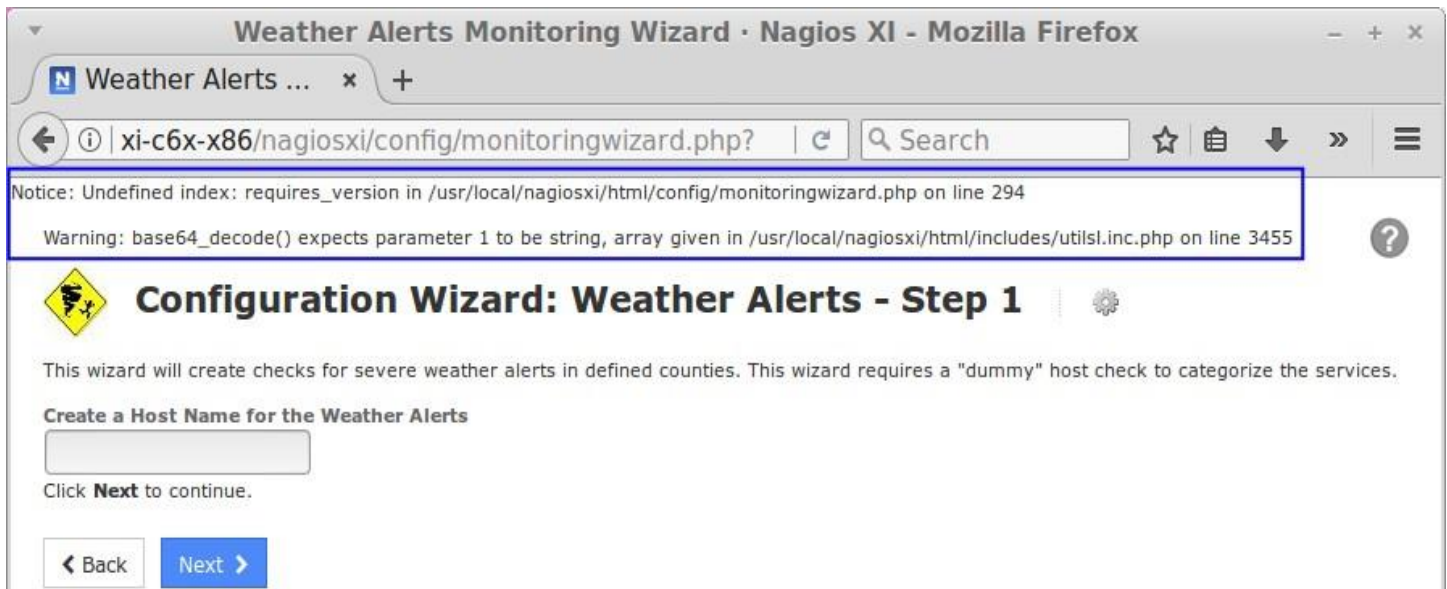 Weather Alerts Monitoring Wizard · Nagios XI - Mozilla Firefox
N Weather Alerts ...
xi-c6x-x86/nagiosxi/config/monitoringwizard.php?
Search
Notice: Undefined index: requires_version in /usr/local/nagiosxi/html/config/monitoringwizard.php on line 294
Warning: base64_decode() expects parameter 1 to be string, array given in /usr/local/nagiosxi/html/includes/utilsl.inc.php on line 3455
Configuration Wizard: Weather Alerts - Step 1
This wizard will create checks for severe weather alerts in defined counties. This wizard requires a "dummy" host check to categorize the services.
Create a Host Name for the Weather Alerts
Click Next to continue.
Back
Next